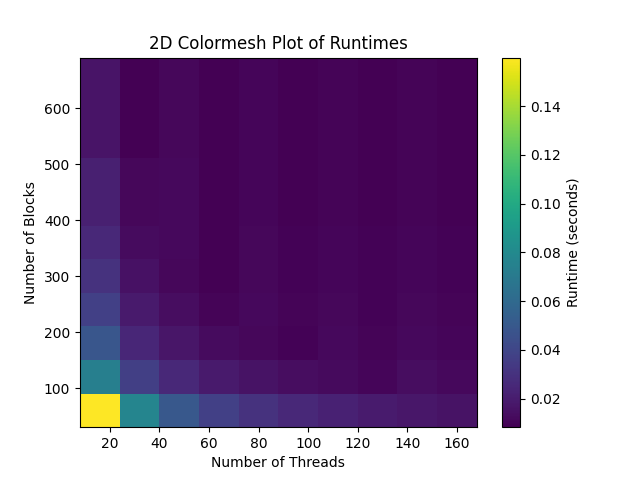 2D Colormesh Plot of Runtimes
600
500
400
300
200
100
Number of Blocks
20 40 60 80 100 120 140 160
Number of Threads
0.14
0.12
0.10
0.08
0.06
0.04
0.02
Runtime (seconds)